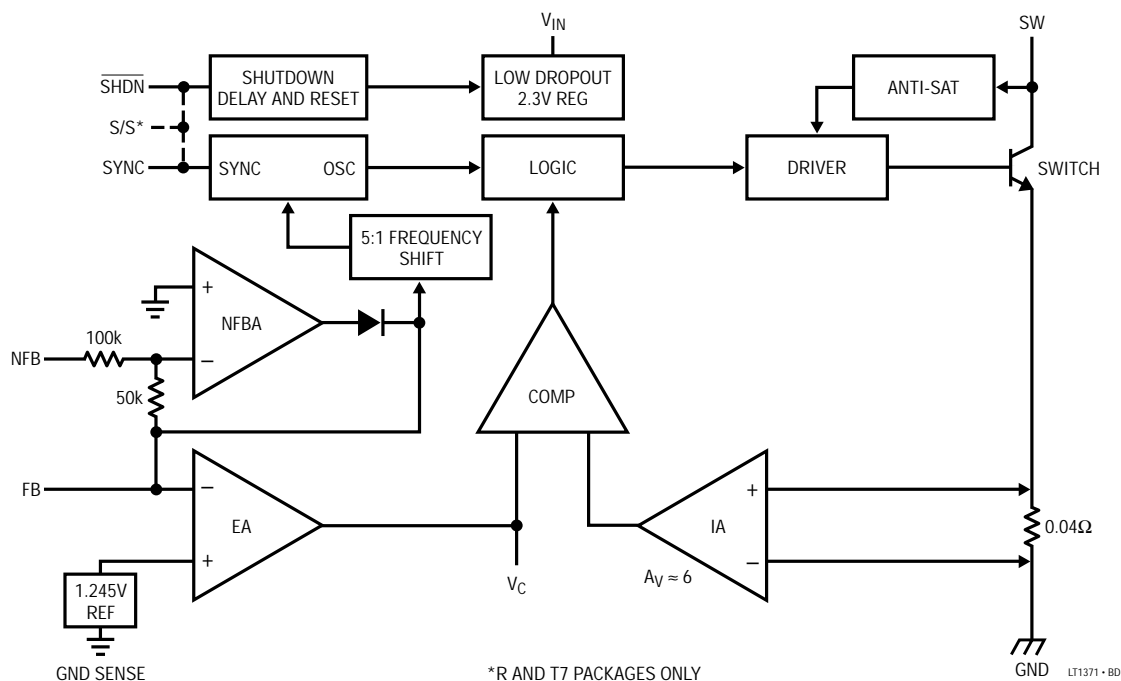 V_IN
SW
SHDN
SHUTDOWN
DELAY AND RESET
LOW DROPOUT
2.3V REG
ANTI-SAT
S/S*
SYNC
SYNC OSC
LOGIC
DRIVER
SWITCH
5:1 FREQUENCY
SHIFT
+
NFBA
–
100k
NFB
50k
COMP
FB
–
EA
+
+
IA
–
0.04Ω
A_V ≈ 6
V_C
1.245V
REF
GND SENSE
*R AND T7 PACKAGES ONLY
GND
LT1371 • BD